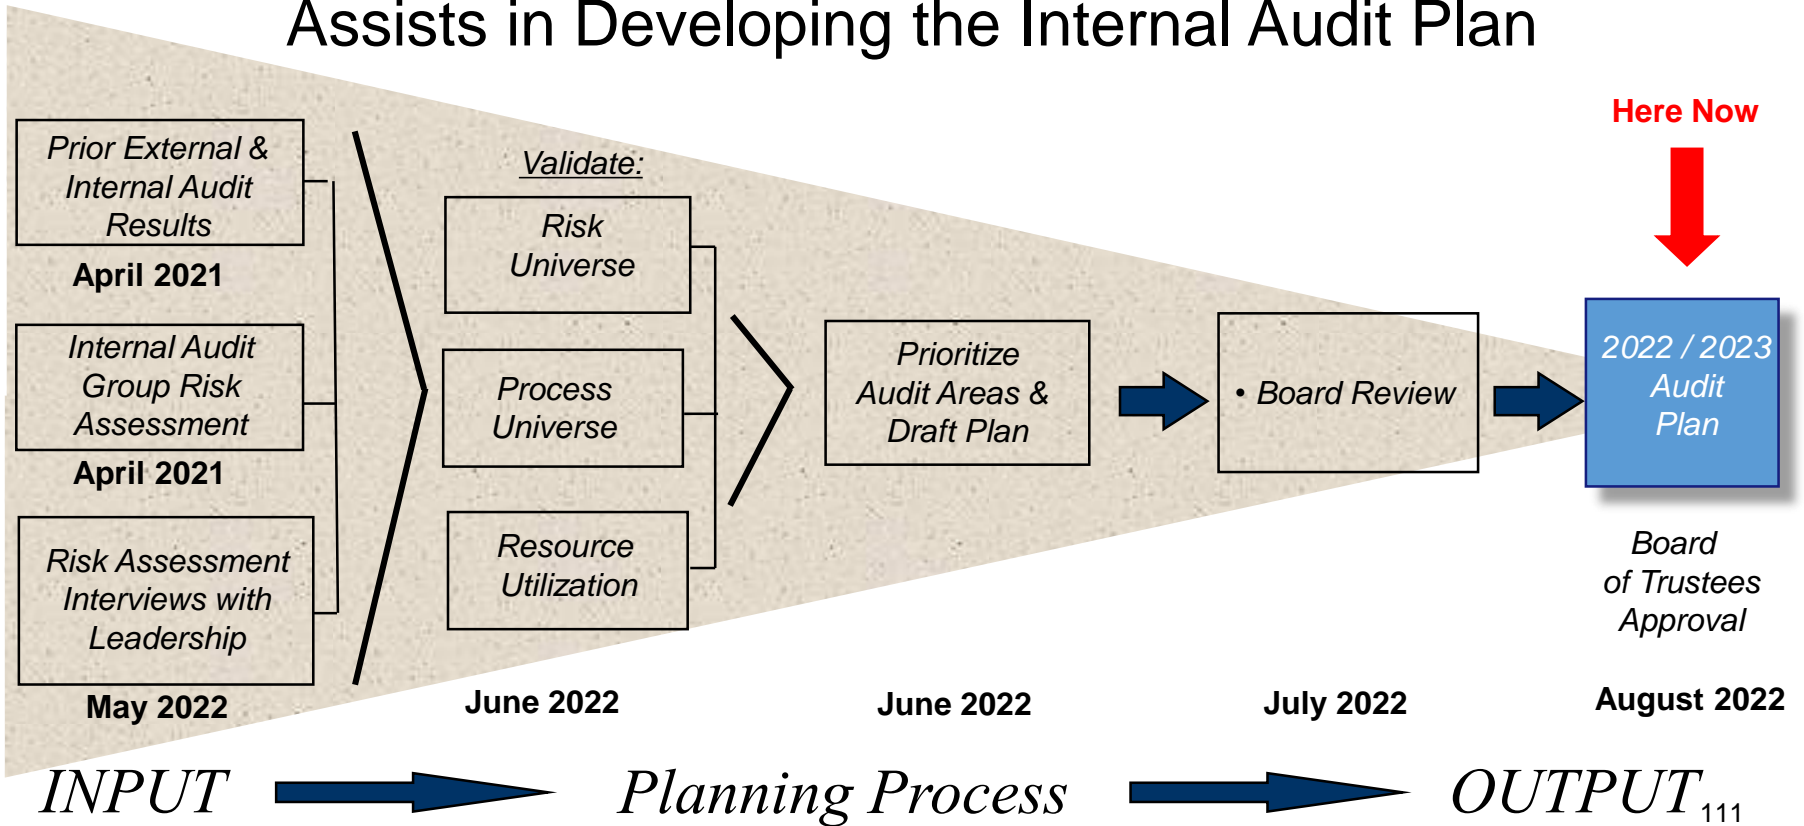 Assists in Developing the Internal Audit Plan
Here Now
Prior External &
Internal Audit
Results
April 2021
Internal Audit
Group Risk
Assessment
April 2021
Risk Assessment
Interviews with
Leadership
May 2022
Validate:
Risk
Universe
Process
Universe
Resource
Utilization
June 2022
Prioritize
Audit Areas &
Draft Plan
June 2022
• Board Review
July 2022
2022 / 2023
Audit
Plan
Board
of Trustees
Approval
August 2022
INPUT
Planning Process
OUTPUT
111